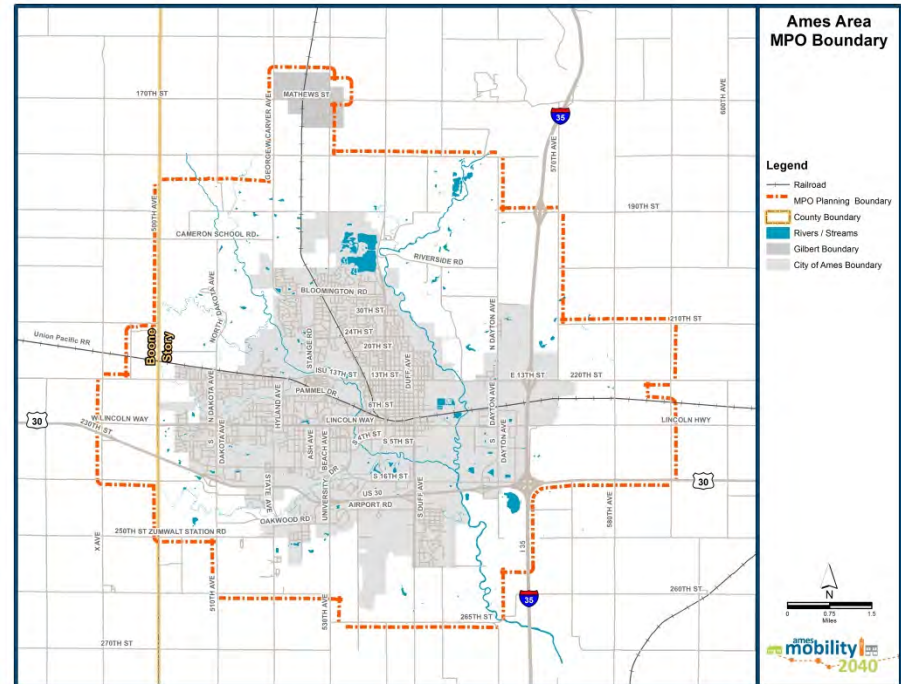 Ames Area
MPO Boundary
Legend
Railroad
MPO Planning Boundary
County Boundary
Rivers / Streams
Gilbert Boundary
City of Ames Boundary
N
0 0.75 1.5
Miles
ames
mobility
2040
170TH ST
MATHEWS ST
GEORGE W CARVER AVE
35
570TH AVE
600TH AVE
500TH AVE
190TH ST
CAMERON SCHOOL RD
RIVERSIDE RD
NORTH DAKOTA AVE
BLOOMINGTON RD
30TH ST
24TH ST
20TH ST
STANGE RD
N DAYTON AVE
210TH ST
Union Pacific RR
Boone
Story
ISU 13TH ST
13TH ST
DUFF AVE
E 13TH ST
220TH ST
PAMMEL DR
6TH ST
N DAKOTA AVE
HYLAND AVE
W LINCOLN WAY
LINCOLN WAY
LINCOLN HWY
30
230TH ST
S DAKOTA AVE
ASH AVE
BEACH AVE
S 4TH ST
S 5TH ST
S DAYTON AVE
DAYTON AVE
S 16TH ST
STATE AVE
UNIVERSITY DR
US 30
AIRPORT RD
S DUFF AVE
30
OAKWOOD RD
580TH AVE
X AVE
250TH ST ZUMWALT STATION RD
I 35
510TH AVE
530TH AVE
35
260TH ST
265TH ST
270TH ST